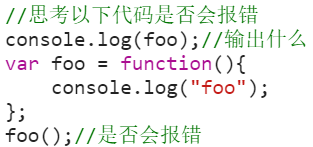 //思考以下代码是否会报错
console.log(foo);//输出什么
var foo = function(){
    console.log("foo");
};
foo();//是否会报错